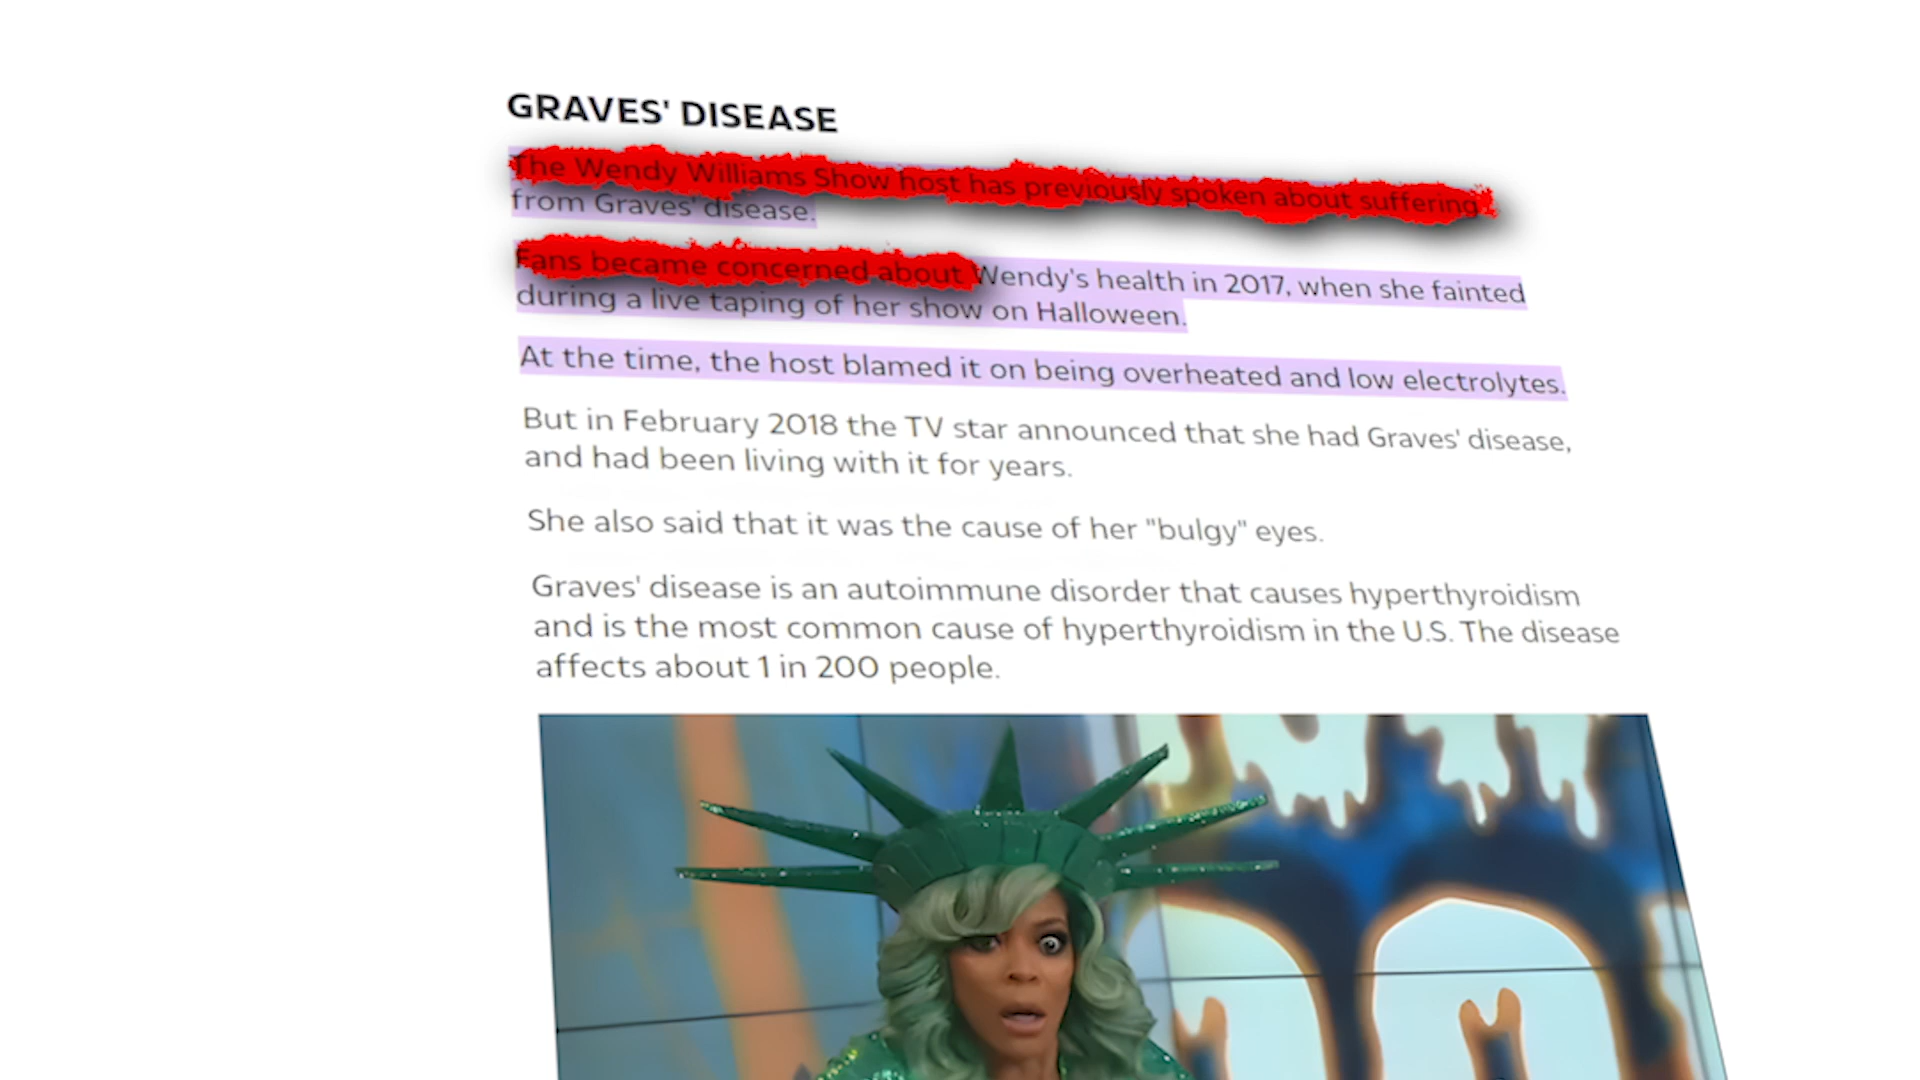 GRAVES' DISEASE
The Wendy Williams Show host has previously spoken about suffering
from Graves' disease.
Fans became concerned about Wendy's health in 2017, when she fainted
during a live taping of her show on Halloween.
At the time, the host blamed it on being overheated and low electrolytes.
But in February 2018 the TV star announced that she had Graves' disease,
and had been living with it for years.
She also said that it was the cause of her "bulgy" eyes.
Graves' disease is an autoimmune disorder that causes hyperthyroidism
and is the most common cause of hyperthyroidism in the U.S. The disease
affects about 1 in 200 people.